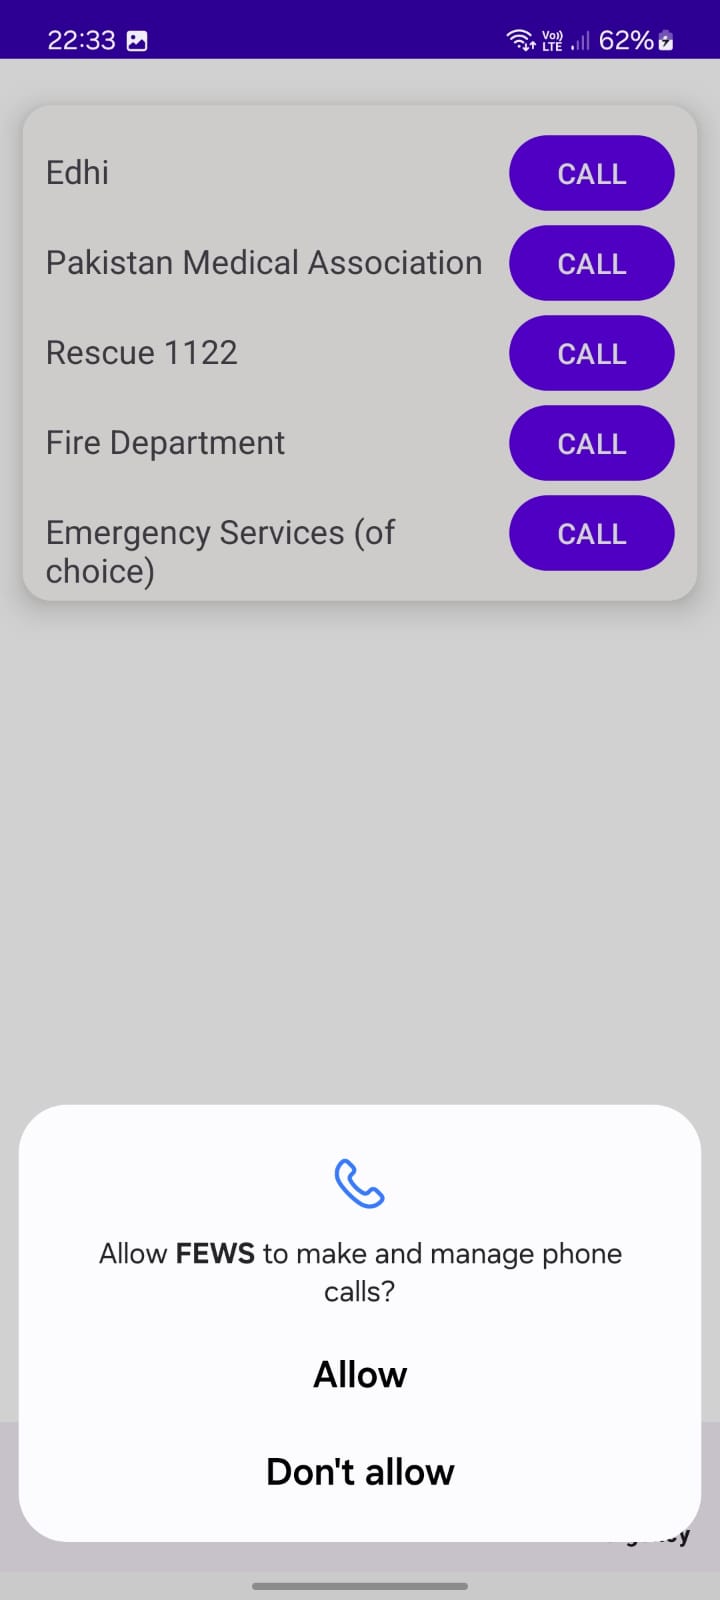 22:33
Vo)) LTE 62%
Edhi CALL
Pakistan Medical Association CALL
Rescue 1122 CALL
Fire Department CALL
Emergency Services (of
choice) CALL
Allow FEWS to make and manage phone
calls?
Allow
Don't allow